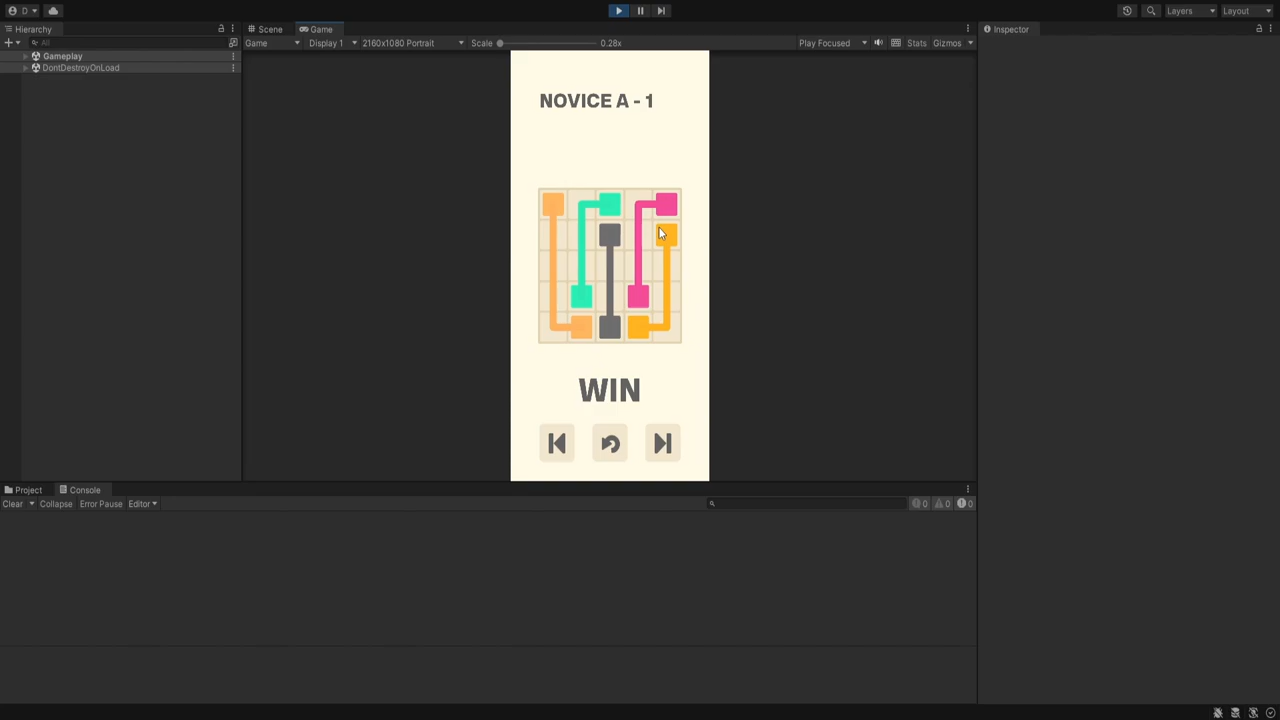 D
Layers
Layout
Hierarchy
Scene
Game
Inspector
All
Game
Display 1
2160x1080 Portrait
Scale
0.28x
Play Focused
Stats
Gizmos
Gameplay
DontDestroyOnLoad
NOVICE A - 1
WIN
Project
Console
Clear
Collapse
Error Pause
Editor
0
0
0